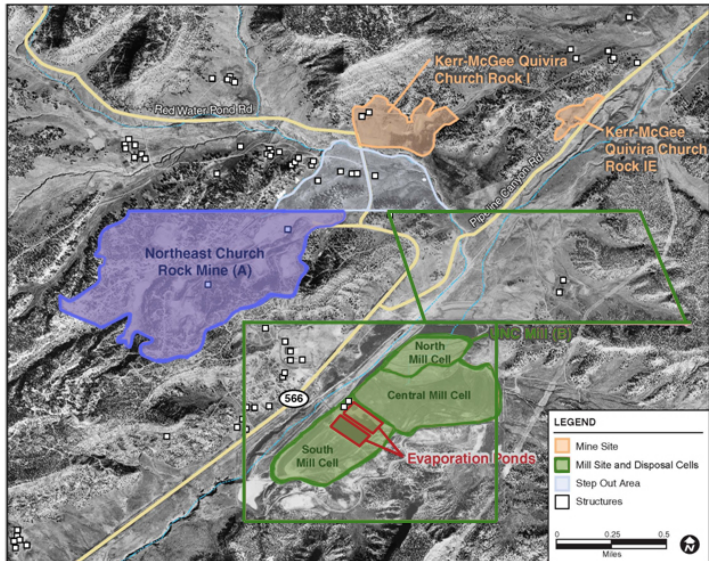 Kerr-McGee Quivira
Church Rock I
Red Water Pond Rd
Kerr-McGee
Quivira Church
Rock IE
Pipeline Canyon Rd
Northeast Church
Rock Mine (A)
UNC Mill (B)
North
Mill Cell
Central Mill Cell
566
South
Mill Cell
Evaporation Ponds
LEGEND
Mine Site
Mill Site and Disposal Cells
Step Out Area
Structures
0 0.25 0.5
Miles
N